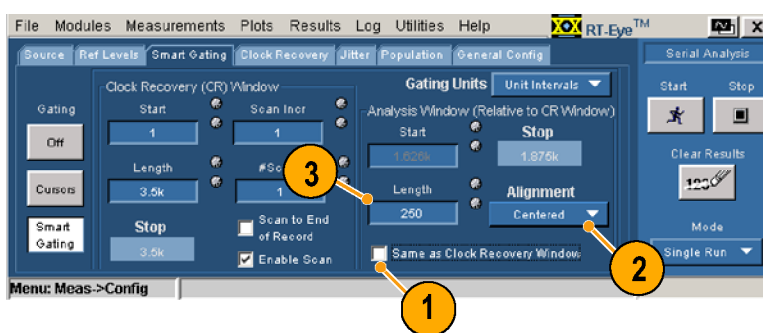 File Modules Measurements Plots Results Log Utilities Help RT-Eye™ X
Source Ref Levels Smart Gating Clock Recovery Jitter Population General Config Serial Analysis
Clock Recovery (CR) Window
Gating Units Unit Intervals
Start Stop
Gating
Start Scan Incr
Analysis Window (Relative to CR Window)
1 1
Start Stop
Off
1.626k 1.875k
Clear Results
Length
3
Length Alignment
123
Cursors
3.5k 1
250 Centered
Smart Gating
Stop
Scan to End of Record
Mode
3.5k
Enable Scan
Same as Clock Recovery Window
2
Single Run
Menu: Meas->Config
1